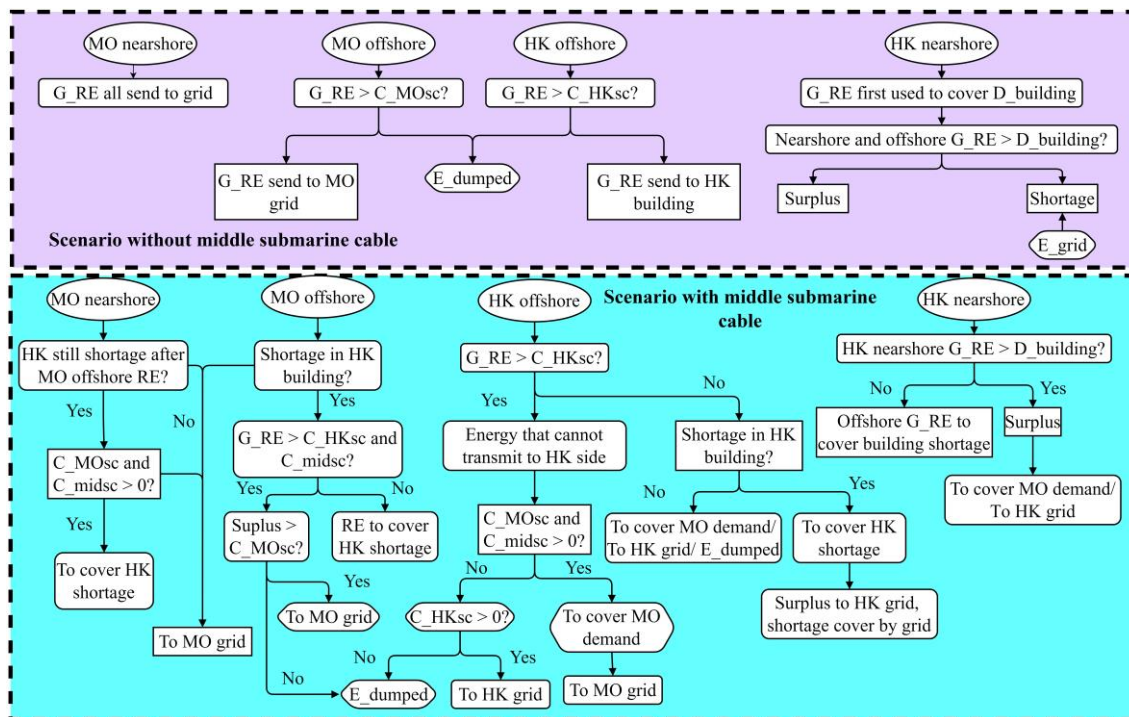 MO nearshore
MO offshore
HK offshore
HK nearshore
G_RE all send to grid
G_RE > C_MOsc?
G_RE > C_HKsc?
G_RE first used to cover D_building
Nearshore and offshore G_RE > D_building?
G_RE send to MO
grid
E_dumped
G_RE send to HK
building
Surplus
Shortage
E_grid
Scenario without middle submarine cable
MO nearshore
MO offshore
HK offshore
Scenario with middle submarine
cable
HK nearshore
HK still shortage after
MO offshore RE?
Shortage in HK
building?
G_RE > C_HKsc?
HK nearshore G_RE > D_building?
Yes
No
Yes
Yes
No
No
Yes
C_MOsc and
C_midsc > 0?
G_RE > C_HKsc and
C_midsc?
Energy that cannot
transmit to HK side
Shortage in HK
building?
Offshore G_RE to
cover building shortage
Surplus
Yes
Yes
No
No
Yes
To cover HK
shortage
Suplus >
C_MOsc?
RE to cover
HK shortage
C_MOsc and
C_midsc > 0?
To cover MO demand/
To HK grid/ E_dumped
To cover HK
shortage
To cover MO demand/
To HK grid
Yes
No
Yes
To MO grid
To MO grid
C_HKsc > 0?
To cover MO
demand
Surplus to HK grid,
shortage cover by grid
No
No
Yes
E_dumped
To HK grid
To MO grid